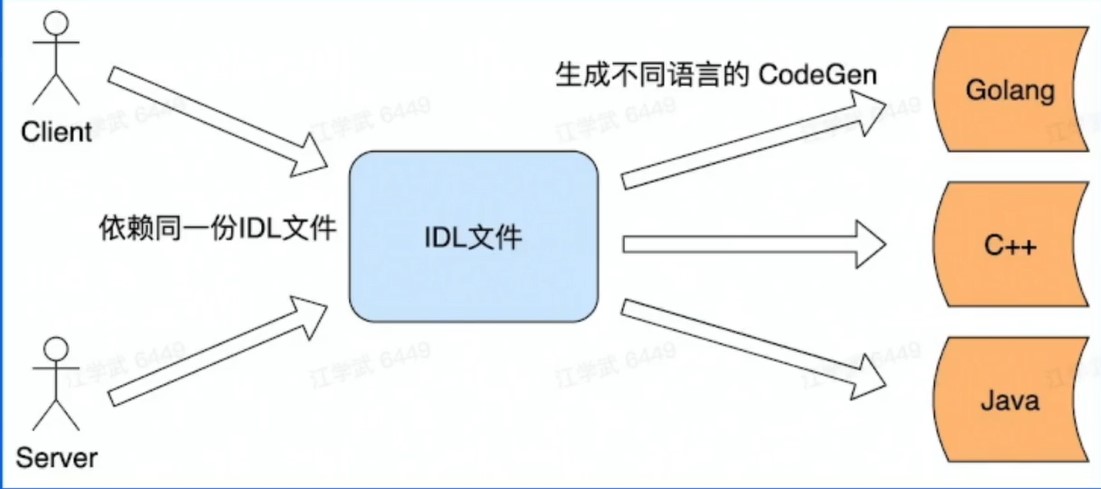 Client
生成不同语言的 CodeGen
Golang
依赖同一份IDL文件
IDL文件
C++
Server
Java
江学武 6449
江学武 6449
江学武 6449
江学武 6449
江学武 6449
江学武 6449